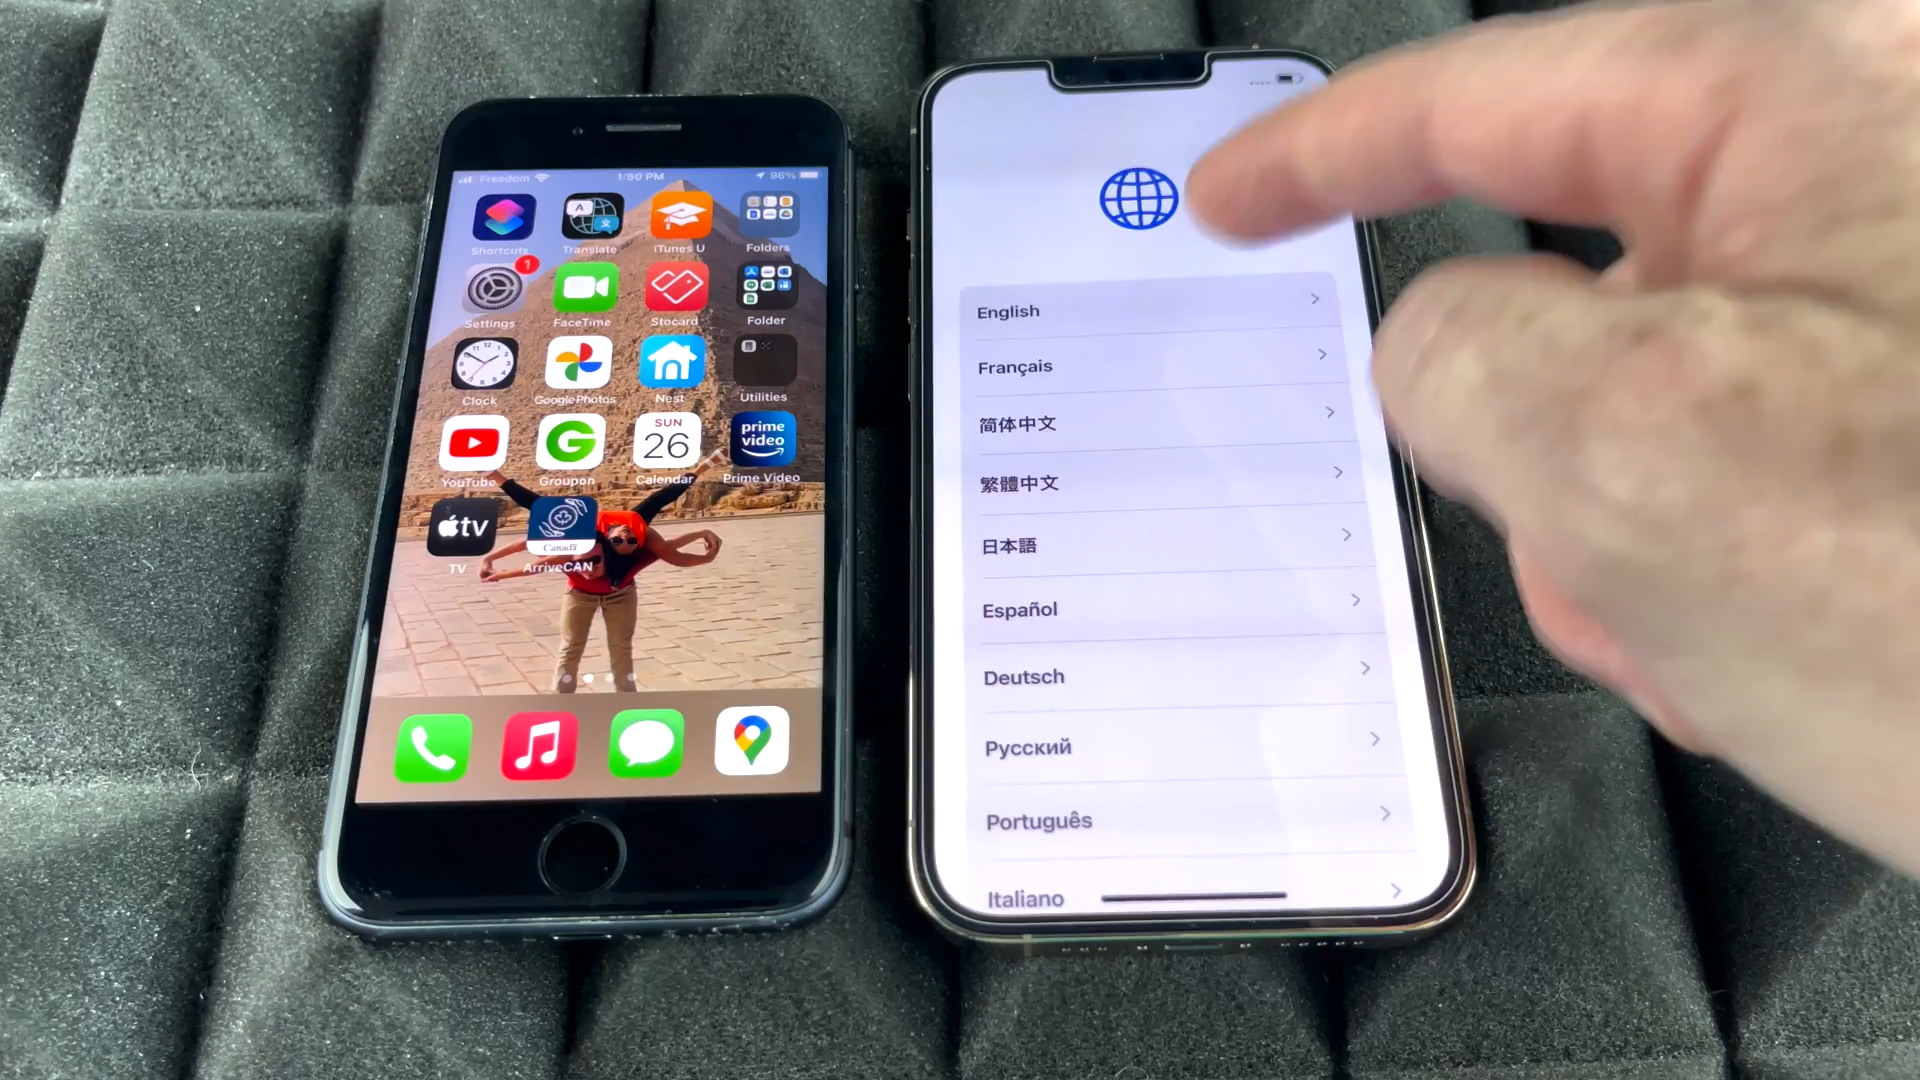 Freedom 1:50 PM 96%
Shortcuts Translate iTunes U Folders
1
Settings FaceTime Stocard Folder
Clock Google Photos Nest Utilities
SUN
26
prime
video
YouTube Groupon Calendar Prime Video
tv
Canada
TV ArriveCAN
English
Français
简体中文
繁體中文
日本語
Español
Deutsch
Русский
Português
Italiano